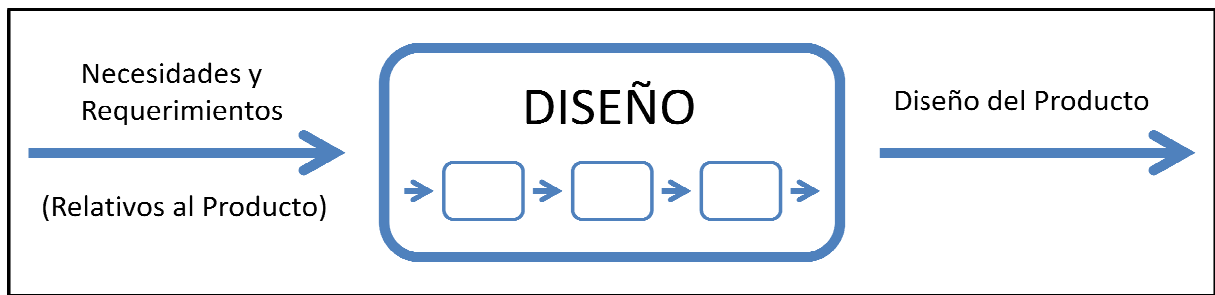 Necesidades y
Requerimientos
(Relativos al Producto)
DISEÑO
Diseño del Producto